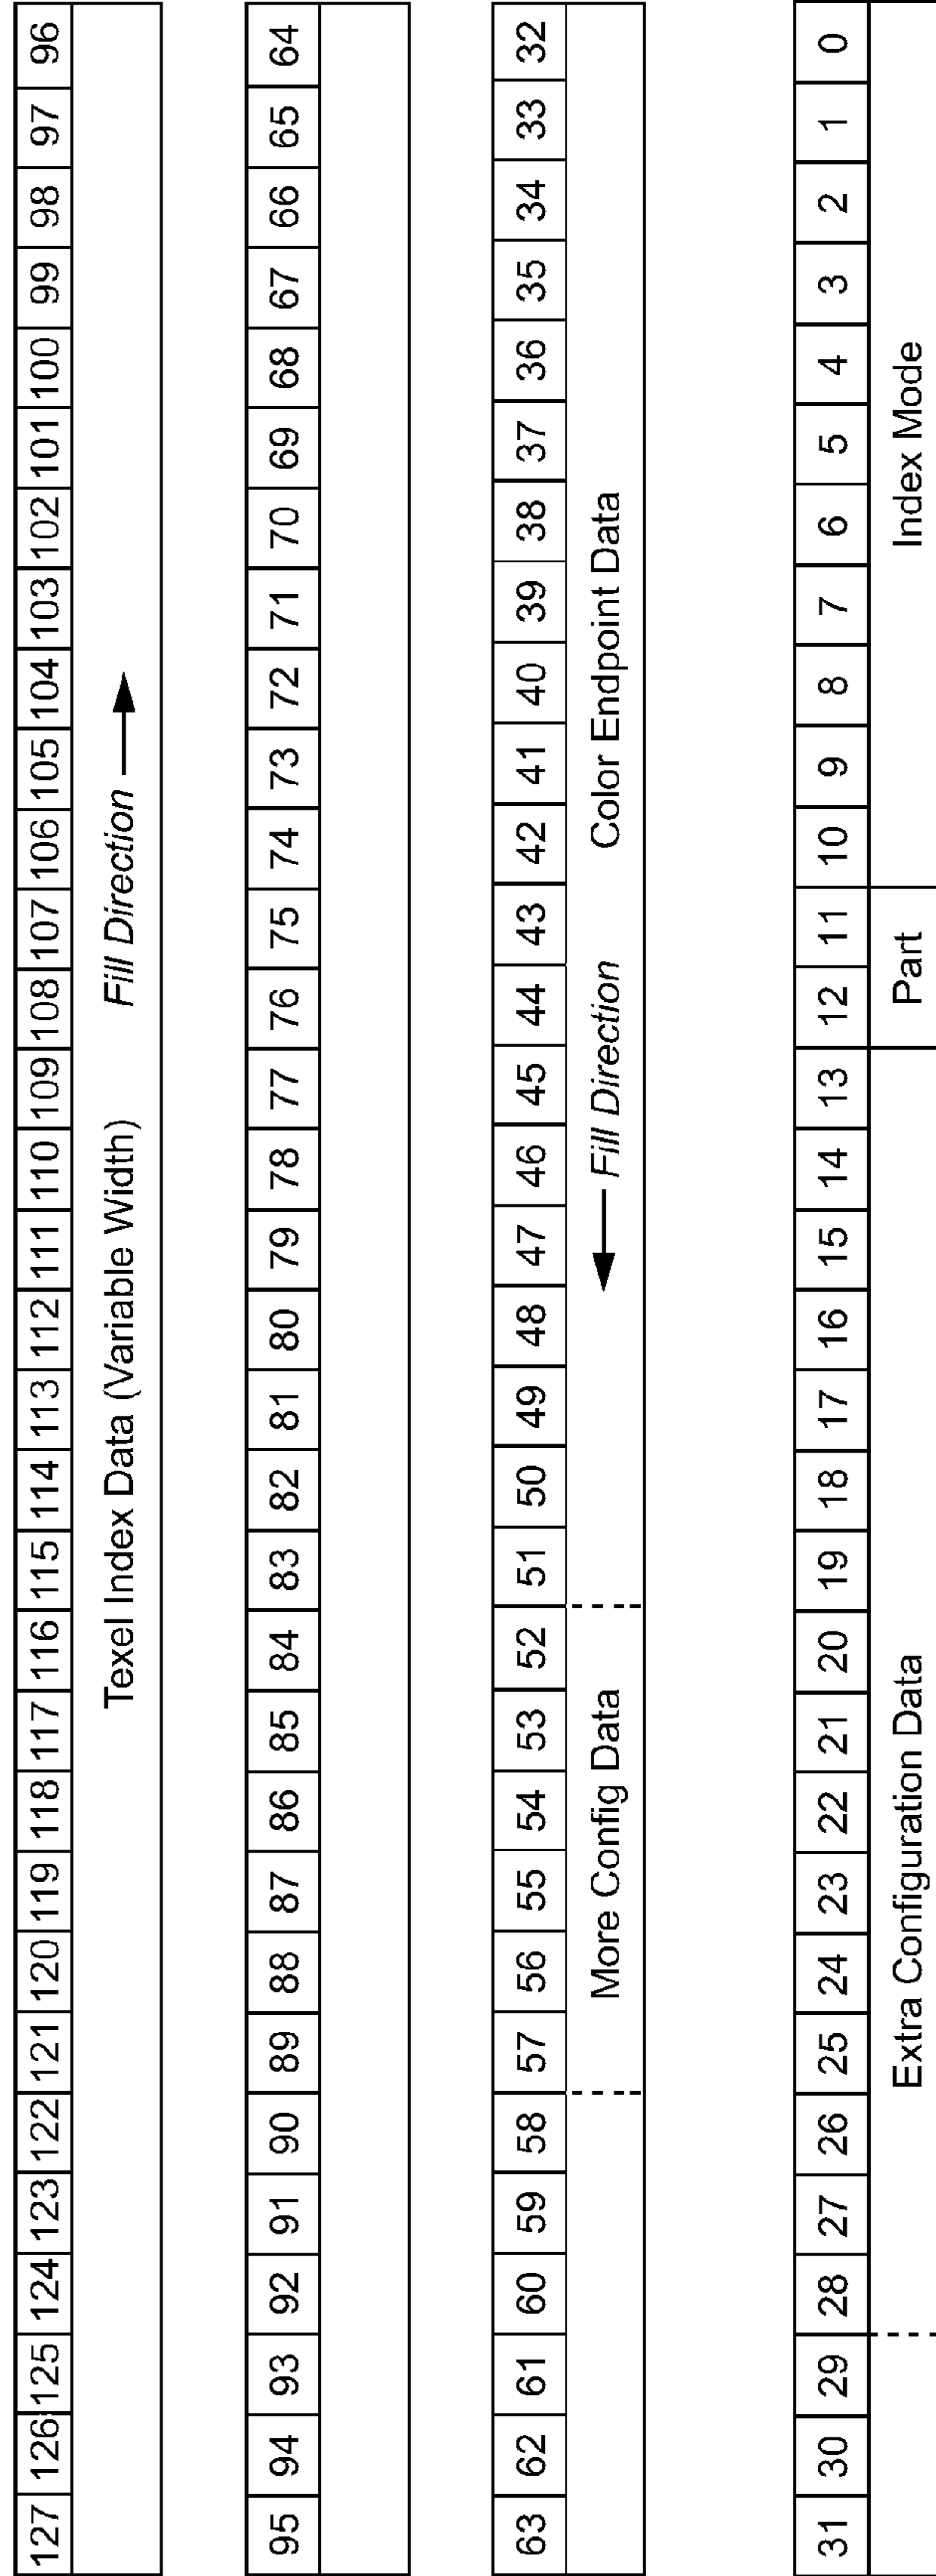 127 126 125 124 123 122 121 120 119 118 117 116 115 114 113 112 111 110 109 108 107 106 105 104 103 102 101 100 99 98 97 96
Texel Index Data (Variable Width) Fill Direction
95 94 93 92 91 90 89 88 87 86 85 84 83 82 81 80 79 78 77 76 75 74 73 72 71 70 69 68 67 66 65 64
63 62 61 60 59 58 57 56 55 54 53 52 51 50 49 48 47 46 45 44 43 42 41 40 39 38 37 36 35 34 33 32
More Config Data Fill Direction Color Endpoint Data
31 30 29 28 27 26 25 24 23 22 21 20 19 18 17 16 15 14 13 12 11 10 9 8 7 6 5 4 3 2 1 0
Extra Configuration Data Part Index Mode